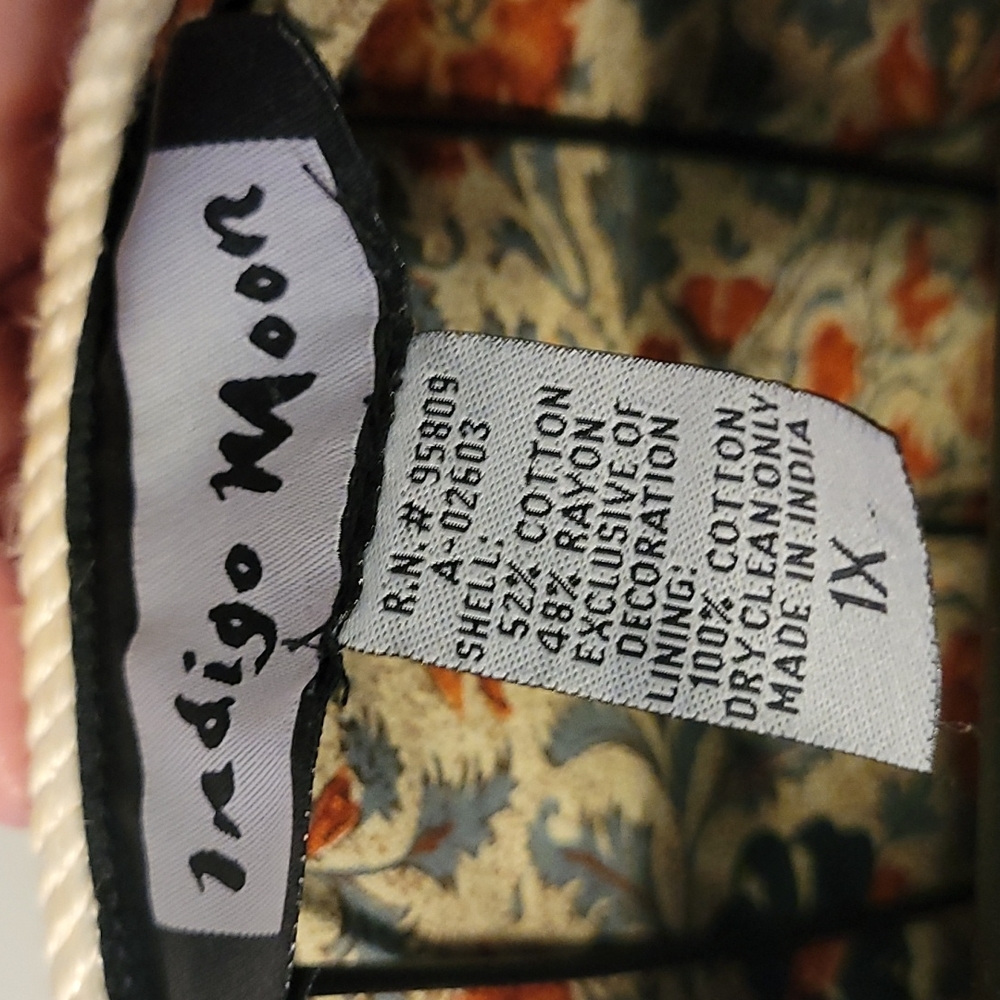 Indigo Moon
R.N.# 95809
A-02603
SHELL:
52% COTTON
48% RAYON
EXCLUSIVE OF
DECORATION
LINING:
100% COTTON
DRY CLEAN ONLY
MADE IN INDIA
1X